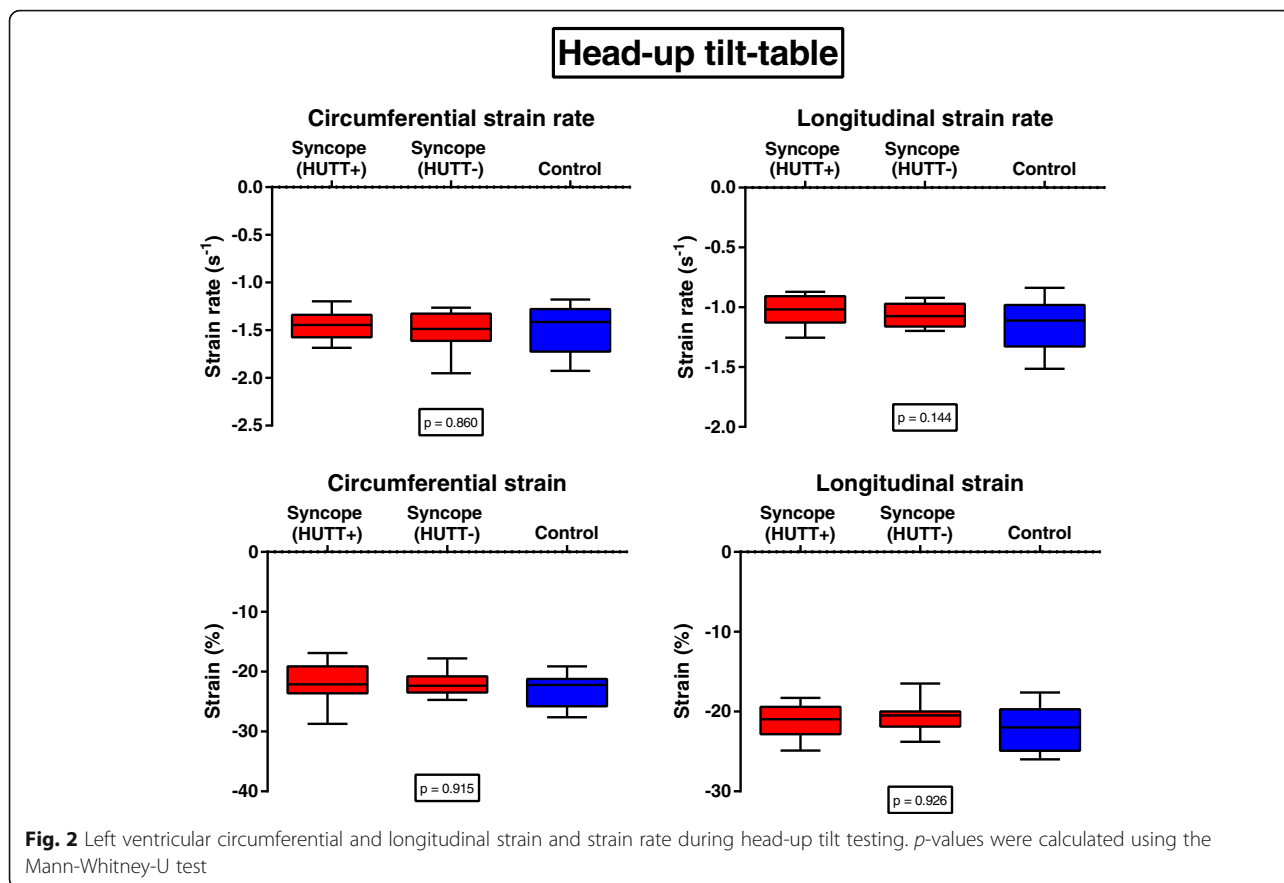 Head-up tilt-table
Circumferential strain rate
Syncope (HUTT+)
Syncope (HUTT-)
Control
Strain rate (s⁻¹)
0.0
-0.5
-1.0
-1.5
-2.0
-2.5
p = 0.860
Longitudinal strain rate
Syncope (HUTT+)
Syncope (HUTT-)
Control
Strain rate (s⁻¹)
0.0
-0.5
-1.0
-1.5
-2.0
p = 0.144
Circumferential strain
Syncope (HUTT+)
Syncope (HUTT-)
Control
Strain (%)
0
-10
-20
-30
-40
p = 0.915
Longitudinal strain
Syncope (HUTT+)
Syncope (HUTT-)
Control
Strain (%)
0
-10
-20
-30
p = 0.926
Fig. 2 Left ventricular circumferential and longitudinal strain and strain rate during head-up tilt testing. p-values were calculated using the
Mann-Whitney-U test